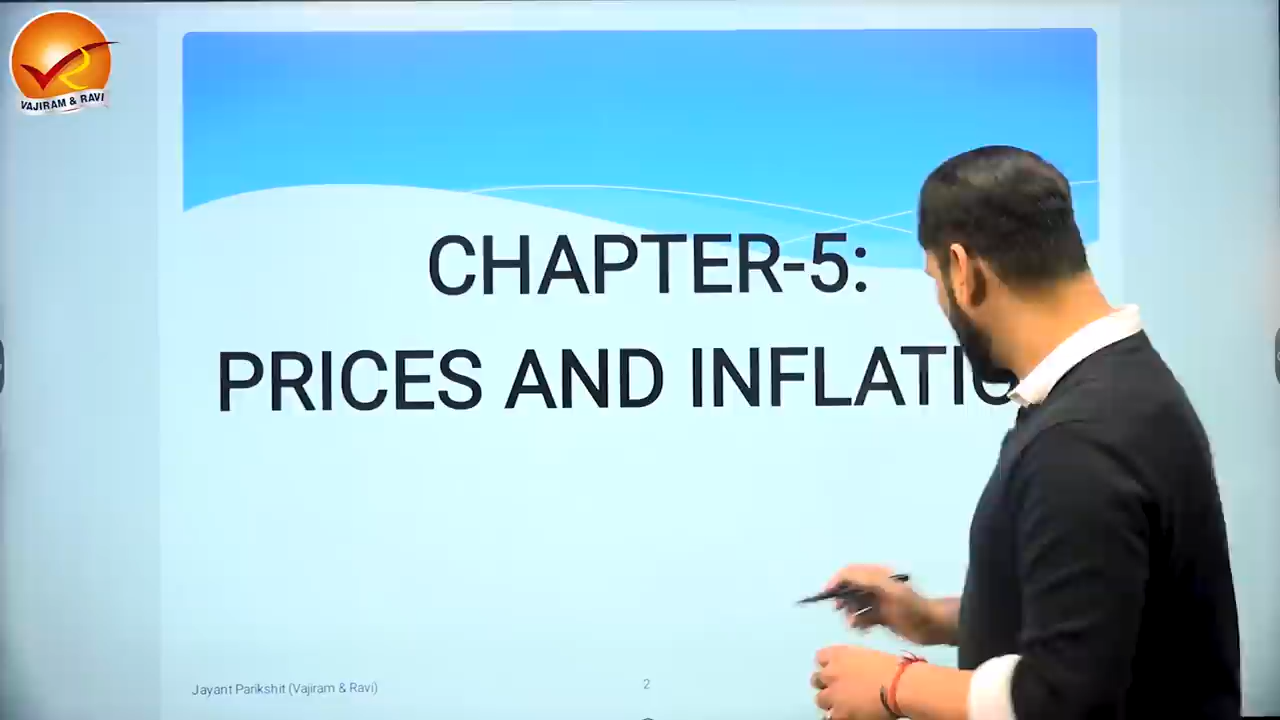 VAJIRAM & RAVI
CHAPTER-5:
PRICES AND INFLATIO
Jayant Parikshit (Vajiram & Ravi)
2